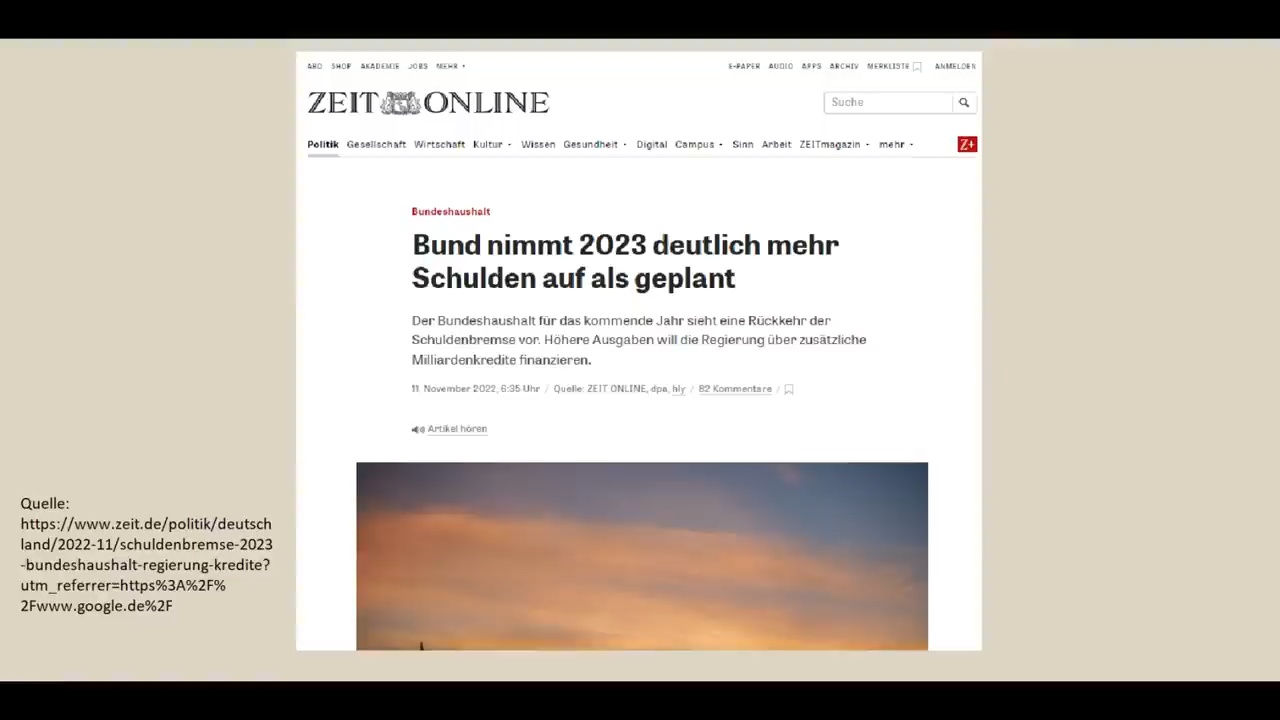 ABO SHOP AKADEMIE JOBS MEHR
E-PAPER AUDIO APPS ARCHIV MERKLISTE ANMELDEN
ZEIT ONLINE
Suche
Politik Gesellschaft Wirtschaft Kultur Wissen Gesundheit Digital Campus Sinn Arbeit ZEITmagazin mehr Z+
Bundeshaushalt
Bund nimmt 2023 deutlich mehr
Schulden auf als geplant
Der Bundeshaushalt für das kommende Jahr sieht eine Rückkehr der
Schuldenbremse vor. Höhere Ausgaben will die Regierung über zusätzliche
Milliardenkredite finanzieren.
11. November 2022, 6:35 Uhr / Quelle: ZEIT ONLINE, dpa, hly / 82 Kommentare /
Artikel hören
Quelle:
https://www.zeit.de/politik/deutsch
land/2022-11/schuldenbremse-2023
-bundeshaushalt-regierung-kredite?
utm_referrer=https%3A%2F%
2Fwww.google.de%2F